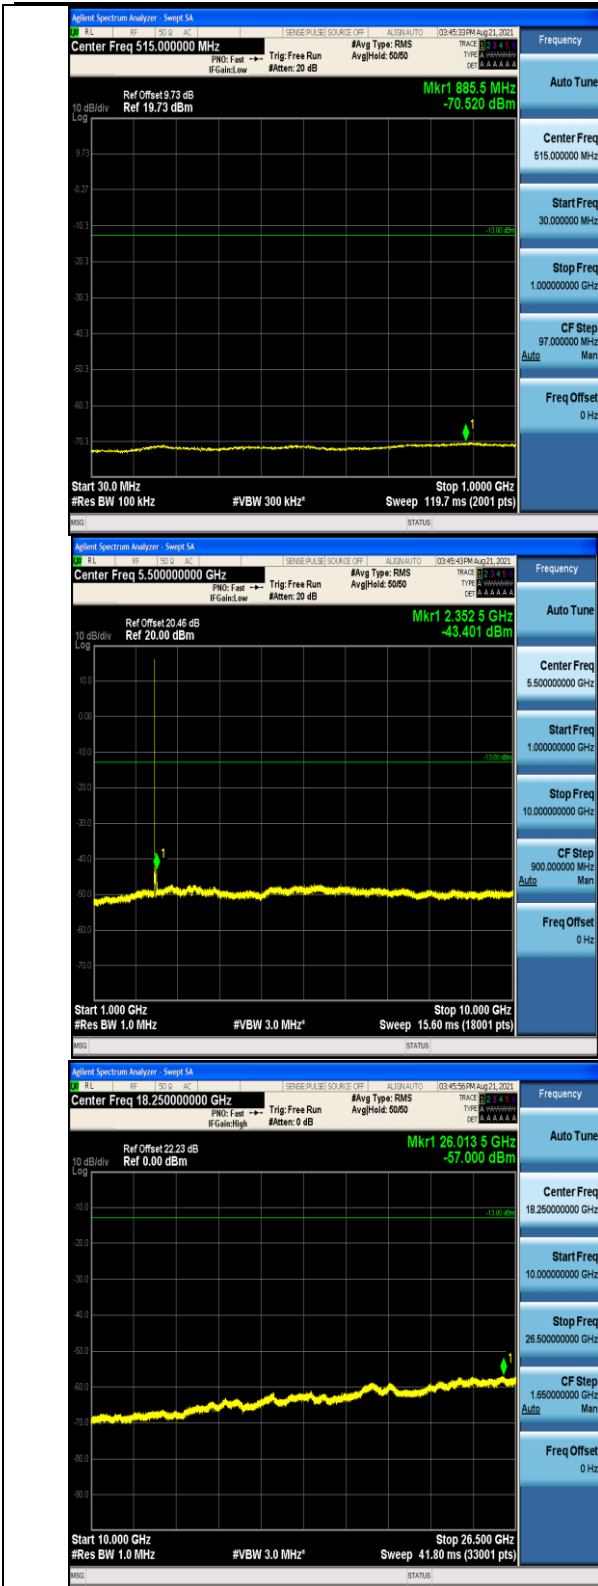 Agilent Spectrum Analyzer - Swept SA
RL RF 50 Ω AC SENSE:PULSE SOURCE OFF ALIGNAUTO 03:45:33 PM Aug 21, 2021
Center Freq 515.000000 MHz
PNO: Fast
IFGain:Low
Trig: Free Run
#Atten: 20 dB
#Avg Type: RMS
Avg|Hold: 50/50
TRACE 1 2 3 4 5 6
TYPE
DET A A A A A A
Frequency
Auto Tune
Center Freq
515.000000 MHz
Start Freq
30.000000 MHz
Stop Freq
1.000000000 GHz
CF Step
97.000000 MHz
Auto Man
Freq Offset
0 Hz
Mkr1 885.5 MHz
-70.520 dBm
Ref Offset 9.73 dB
10 dB/div Ref 19.73 dBm
Log
9.73
-0.27
-10.3
-13.00 dBm
-20.3
-30.3
-40.3
-50.3
-60.3
-70.3
1
Start 30.0 MHz Stop 1.0000 GHz
#Res BW 100 kHz #VBW 300 kHz* Sweep 119.7 ms (2001 pts)
MSG STATUS
Agilent Spectrum Analyzer - Swept SA
RL RF 50 Ω AC SENSE:PULSE SOURCE OFF ALIGNAUTO 03:45:43 PM Aug 21, 2021
Center Freq 5.500000000 GHz
PNO: Fast
IFGain:Low
Trig: Free Run
#Atten: 20 dB
#Avg Type: RMS
Avg|Hold: 50/50
TRACE 1 2 3 4 5 6
TYPE
DET A A A A A A
Frequency
Auto Tune
Center Freq
5.500000000 GHz
Start Freq
1.000000000 GHz
Stop Freq
10.000000000 GHz
CF Step
900.000000 MHz
Auto Man
Freq Offset
0 Hz
Mkr1 2.352 5 GHz
-43.401 dBm
Ref Offset 20.46 dB
10 dB/div Ref 20.00 dBm
Log
10.0
0.00
-10.0
-13.00 dBm
-20.0
-30.0
-40.0
-50.0
-60.0
-70.0
1
Start 1.000 GHz Stop 10.000 GHz
#Res BW 1.0 MHz #VBW 3.0 MHz* Sweep 15.60 ms (18001 pts)
MSG STATUS
Agilent Spectrum Analyzer - Swept SA
RL RF 50 Ω AC SENSE:PULSE SOURCE OFF ALIGNAUTO 03:45:56 PM Aug 21, 2021
Center Freq 18.250000000 GHz
PNO: Fast
IFGain:High
Trig: Free Run
#Atten: 0 dB
#Avg Type: RMS
Avg|Hold: 50/50
TRACE 1 2 3 4 5 6
TYPE
DET A A A A A A
Frequency
Auto Tune
Center Freq
18.250000000 GHz
Start Freq
10.000000000 GHz
Stop Freq
26.500000000 GHz
CF Step
1.650000000 GHz
Auto Man
Freq Offset
0 Hz
Mkr1 26.013 5 GHz
-57.000 dBm
Ref Offset 22.23 dB
10 dB/div Ref 0.00 dBm
Log
-10.0
-13.00 dBm
-20.0
-30.0
-40.0
-50.0
-60.0
-70.0
-80.0
-90.0
1
Start 10.000 GHz Stop 26.500 GHz
#Res BW 1.0 MHz #VBW 3.0 MHz* Sweep 41.80 ms (33001 pts)
MSG STATUS